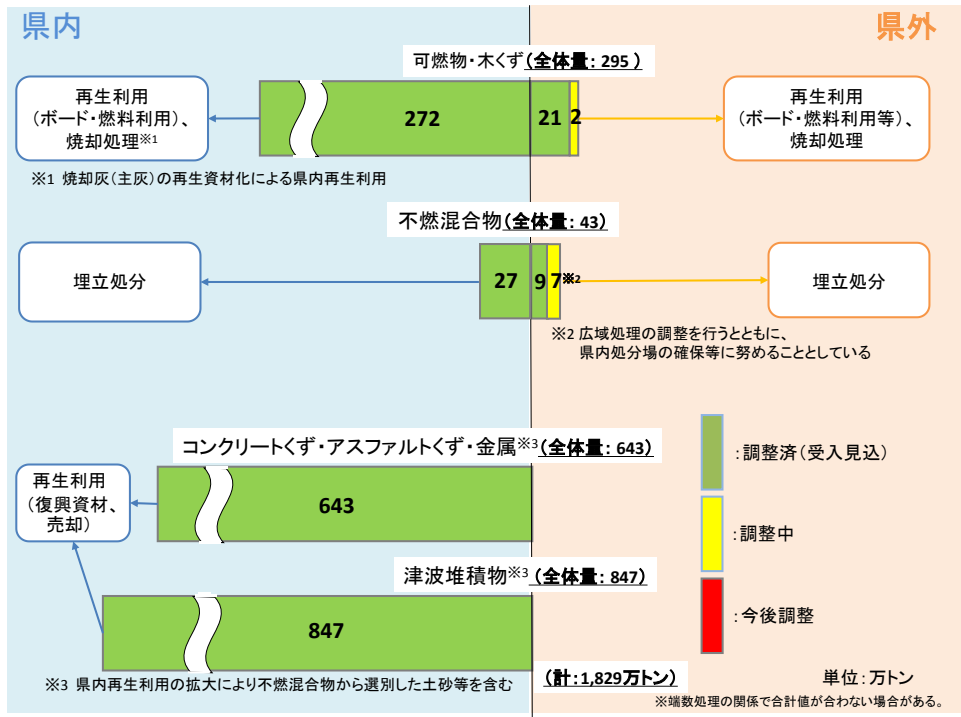 県内
県外
可燃物・木くず(全体量：295 )
再生利用
(ボード・燃料利用)、
焼却処理※1
272
21
2
再生利用
(ボード・燃料利用等)、
焼却処理
※1 焼却灰(主灰)の再生資材化による県内再生利用
不燃混合物(全体量：43)
埋立処分
27
9
7※2
埋立処分
※2 広域処理の調整を行うとともに、
県内処分場の確保等に努めることとしている
コンクリートくず・アスファルトくず・金属※3 (全体量：643)
再生利用
(復興資材、
売却)
643
津波堆積物※3 (全体量：847)
847
：調整済(受入見込)
：調整中
：今後調整
※3 県内再生利用の拡大により不燃混合物から選別した土砂等を含む
(計：1,829万トン)
単位：万トン
※端数処理の関係で合計値が合わない場合がある。